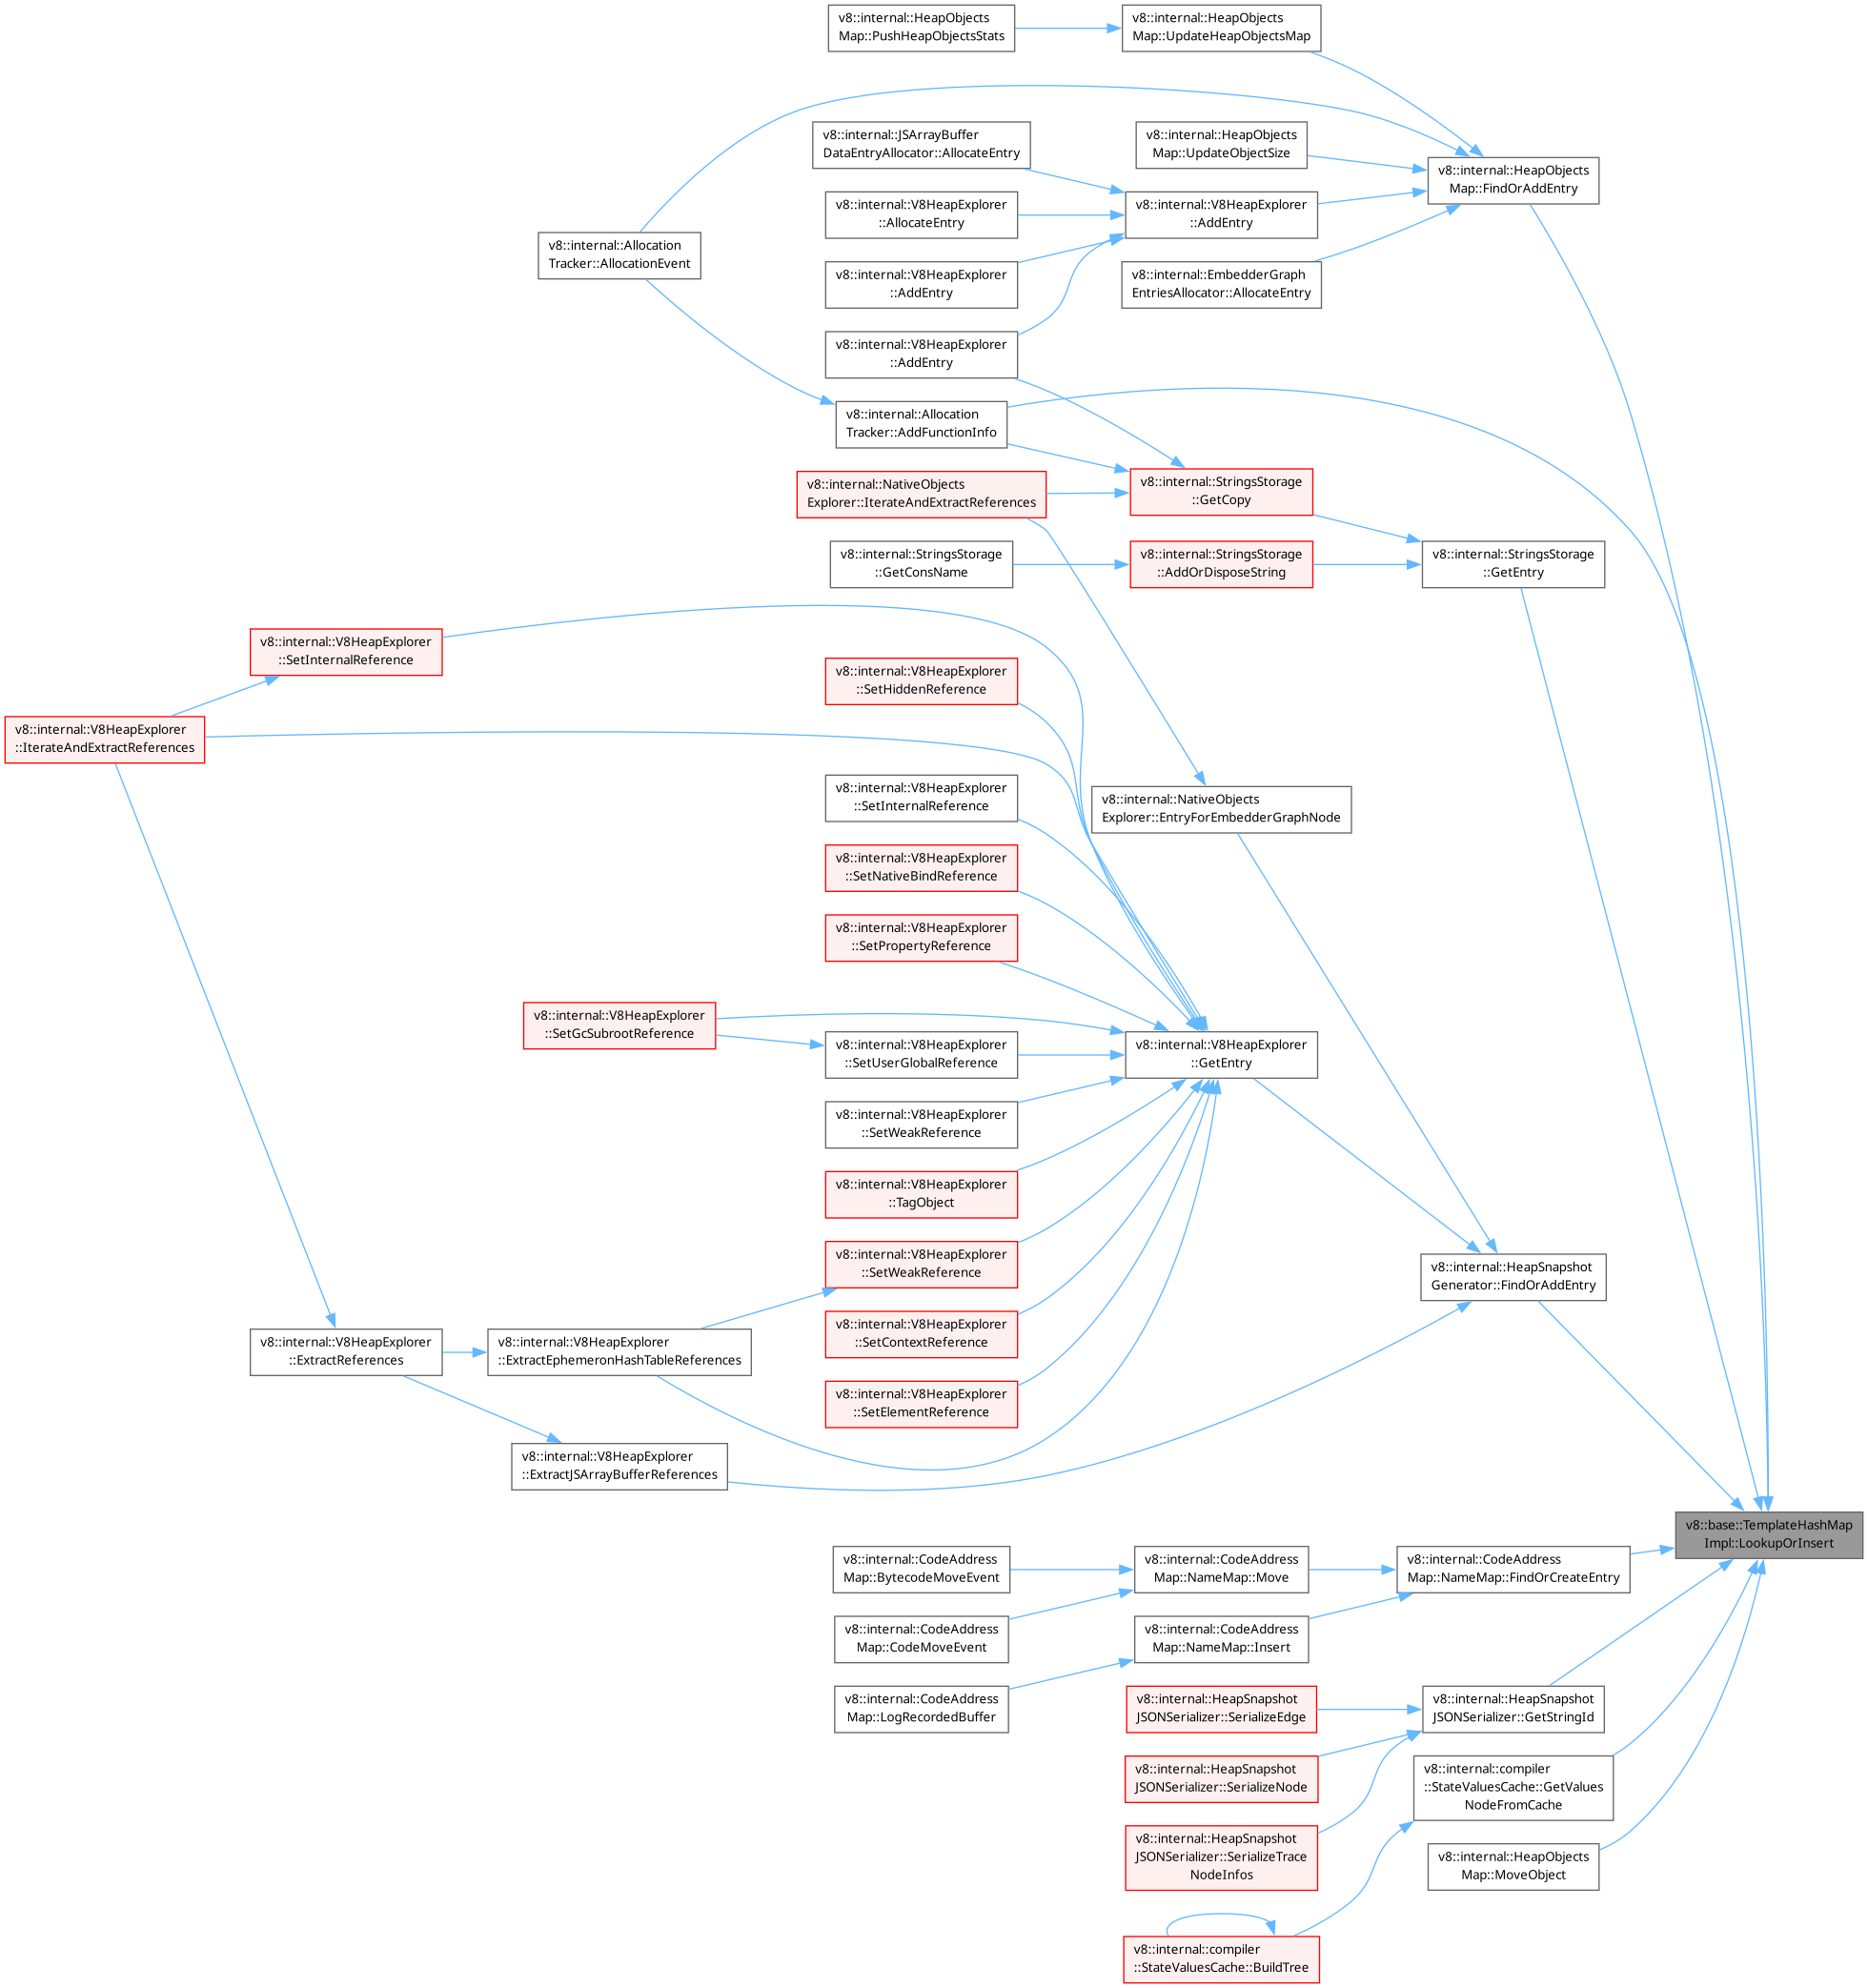 v8::internal::HeapObjects
Map::PushHeapObjectsStats
v8::internal::HeapObjects
Map::UpdateHeapObjectsMap
v8::internal::JSArrayBuffer
DataEntryAllocator::AllocateEntry
v8::internal::HeapObjects
Map::UpdateObjectSize
v8::internal::HeapObjects
Map::FindOrAddEntry
v8::internal::V8HeapExplorer
::AllocateEntry
v8::internal::V8HeapExplorer
::AddEntry
v8::internal::Allocation
Tracker::AllocationEvent
v8::internal::V8HeapExplorer
::AddEntry
v8::internal::EmbedderGraph
EntriesAllocator::AllocateEntry
v8::internal::V8HeapExplorer
::AddEntry
v8::internal::Allocation
Tracker::AddFunctionInfo
v8::internal::NativeObjects
Explorer::IterateAndExtractReferences
v8::internal::StringsStorage
::GetCopy
v8::internal::StringsStorage
::GetConsName
v8::internal::StringsStorage
::AddOrDisposeString
v8::internal::StringsStorage
::GetEntry
v8::internal::V8HeapExplorer
::SetInternalReference
v8::internal::V8HeapExplorer
::SetHiddenReference
v8::internal::V8HeapExplorer
::IterateAndExtractReferences
v8::internal::V8HeapExplorer
::SetInternalReference
v8::internal::NativeObjects
Explorer::EntryForEmbedderGraphNode
v8::internal::V8HeapExplorer
::SetNativeBindReference
v8::internal::V8HeapExplorer
::SetPropertyReference
v8::internal::V8HeapExplorer
::SetGcSubrootReference
v8::internal::V8HeapExplorer
::SetUserGlobalReference
v8::internal::V8HeapExplorer
::GetEntry
v8::internal::V8HeapExplorer
::SetWeakReference
v8::internal::V8HeapExplorer
::TagObject
v8::internal::V8HeapExplorer
::SetWeakReference
v8::internal::HeapSnapshot
Generator::FindOrAddEntry
v8::internal::V8HeapExplorer
::ExtractReferences
v8::internal::V8HeapExplorer
::ExtractEphemeronHashTableReferences
v8::internal::V8HeapExplorer
::SetContextReference
v8::internal::V8HeapExplorer
::SetElementReference
v8::internal::V8HeapExplorer
::ExtractJSArrayBufferReferences
v8::base::TemplateHashMap
Impl::LookupOrInsert
v8::internal::CodeAddress
Map::BytecodeMoveEvent
v8::internal::CodeAddress
Map::NameMap::Move
v8::internal::CodeAddress
Map::NameMap::FindOrCreateEntry
v8::internal::CodeAddress
Map::CodeMoveEvent
v8::internal::CodeAddress
Map::NameMap::Insert
v8::internal::CodeAddress
Map::LogRecordedBuffer
v8::internal::HeapSnapshot
JSONSerializer::SerializeEdge
v8::internal::HeapSnapshot
JSONSerializer::GetStringId
v8::internal::HeapSnapshot
JSONSerializer::SerializeNode
v8::internal::compiler
::StateValuesCache::GetValues
NodeFromCache
v8::internal::HeapSnapshot
JSONSerializer::SerializeTrace
NodeInfos
v8::internal::HeapObjects
Map::MoveObject
v8::internal::compiler
::StateValuesCache::BuildTree